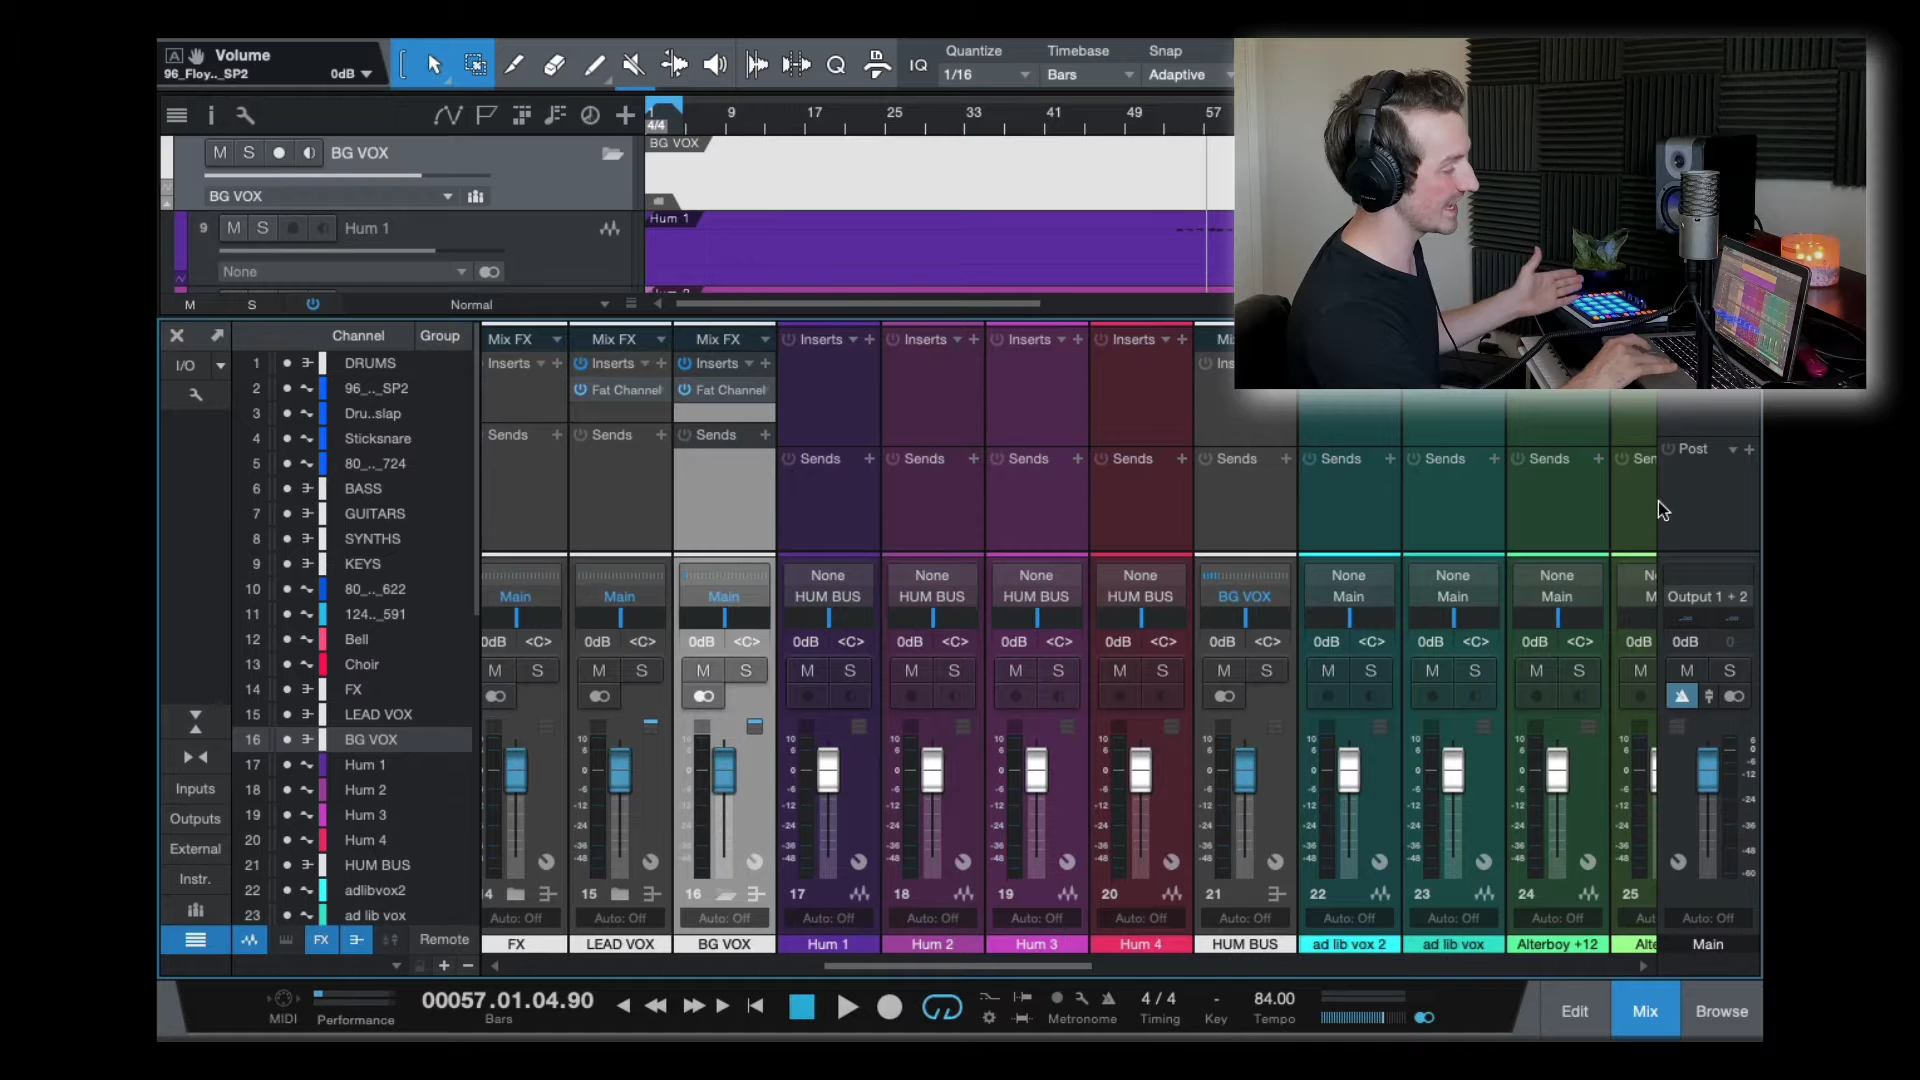 A Volume
96_Floy.._SP2 0dB
Quantize Timebase Snap
1/16 Bars Adaptive
IQ
1 9 17 25 33 41 49 57
4/4
M S BG VOX
BG VOX
BG VOX
9 M S Hum 1
Hum 1
None
M S Normal
Channel Group
I/O
1 DRUMS
2 96_.._SP2
3 Dru..slap
4 Sticksnare
5 80_.._724
6 BASS
7 GUITARS
8 SYNTHS
9 KEYS
10 80_.._622
11 124.._591
12 Bell
13 Choir
14 FX
15 LEAD VOX
16 BG VOX
17 Hum 1
18 Hum 2
19 Hum 3
20 Hum 4
21 HUM BUS
22 adlibvox2
23 ad lib vox
Inputs
Outputs
External
Instr.
FX Remote
Mix FX Mix FX Mix FX Inserts Inserts Inserts Inserts
Inserts Inserts Inserts
Fat Channel Fat Channel
Sends Sends Sends
Sends Sends Sends Sends Sends Sends Sends Sends
Post
None None None None None None None
Main Main Main HUM BUS HUM BUS HUM BUS HUM BUS BG VOX Main Main Main Output 1 + 2
0dB <C> 0dB <C> 0dB <C> 0dB <C> 0dB <C> 0dB <C> 0dB <C> 0dB <C> 0dB <C> 0dB <C> 0dB <C> 0dB 0dB
M S M S M S M S M S M S M S M S M S M S M S M M S
14 15 16 17 18 19 20 21 22 23 24 25
Auto: Off Auto: Off Auto: Off Auto: Off Auto: Off Auto: Off Auto: Off Auto: Off Auto: Off Auto: Off Auto: Off Auto: Off
FX LEAD VOX BG VOX Hum 1 Hum 2 Hum 3 Hum 4 HUM BUS ad lib vox 2 ad lib vox Alterboy +12 Main
00057.01.04.90 4 / 4 - 84.00
MIDI Performance Bars Metronome Timing Key Tempo
Edit Mix Browse